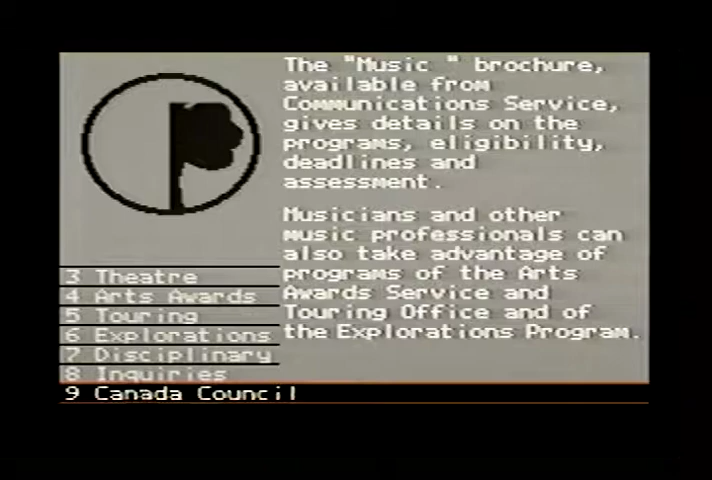 The "Music " brochure,
available from
Communications Service,
gives details on the
programs, eligibility,
deadlines and
assessment.
Musicians and other
music professionals can
also take advantage of
programs of the Arts
Awards Service and
Touring Office and of
the Explorations Program.
3 Theatre
4 Arts Awards
5 Touring
6 Explorations
7 Disciplinary
8 Inquiries
9 Canada Council